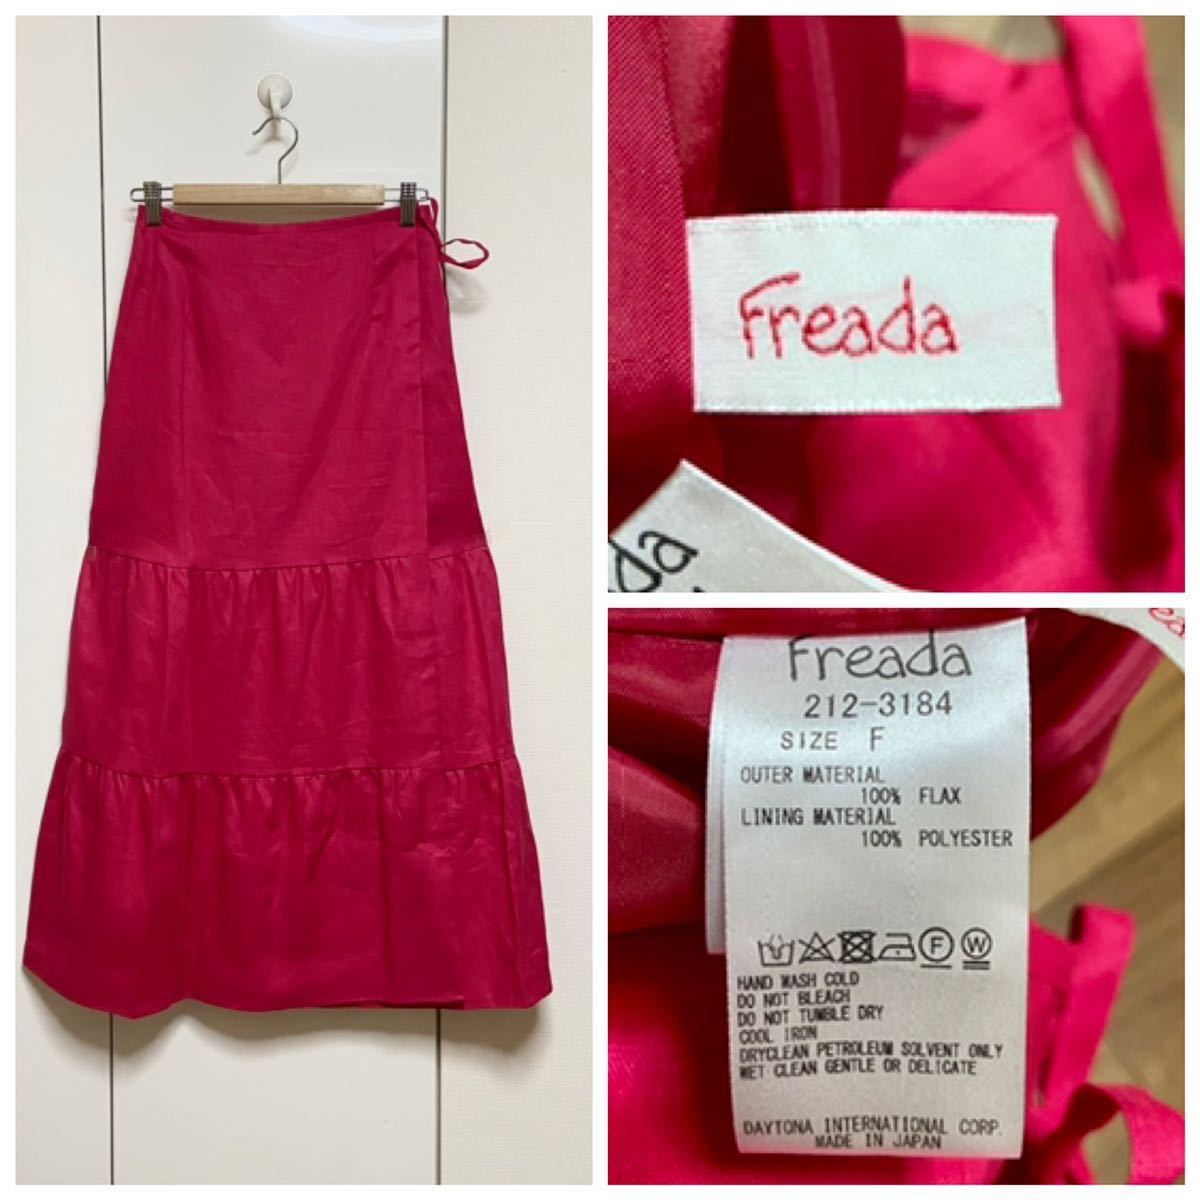 Freada
da
Freada
212-3184
SIZE F
OUTER MATERIAL
100% FLAX
LINING MATERIAL
100% POLYESTER
F W
HAND WASH COLD
DO NOT BLEACH
DO NOT TUMBLE DRY
COOL IRON
DRYCLEAN PETROLEUM SOLVENT ONLY
WET CLEAN GENTLE OR DELICATE
DAYTONA INTERNATIONAL CORP.
MADE IN JAPAN